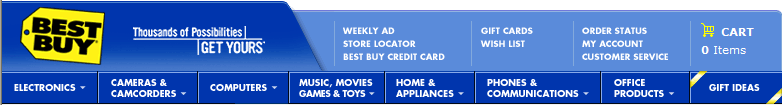 BEST
BUY
Thousands of Possibilities
GET YOURS™
WEEKLY AD
STORE LOCATOR
BEST BUY CREDIT CARD
GIFT CARDS
WISH LIST
ORDER STATUS
MY ACCOUNT
CUSTOMER SERVICE
CART
0 Items
ELECTRONICS
CAMERAS &
CAMCORDERS
COMPUTERS
MUSIC, MOVIES
GAMES & TOYS
HOME &
APPLIANCES
PHONES &
COMMUNICATIONS
OFFICE
PRODUCTS
GIFT IDEAS